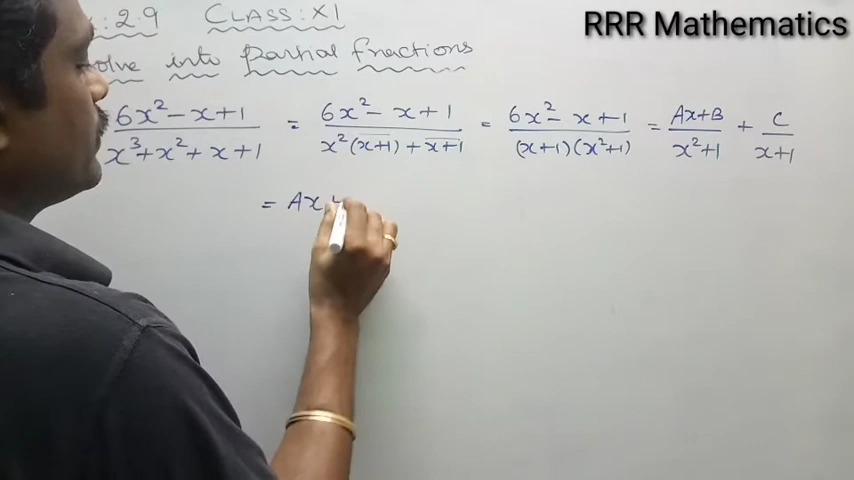 : 2.9 CLASS : XI
RRR Mathematics
into partial fractions
6x² - x + 1 / x³ + x² + x + 1 = 6x² - x + 1 / x²(x+1) + x+1 = 6x² - x + 1 / (x+1)(x²+1) = Ax+B / x²+1 + C / x+1
= Ax